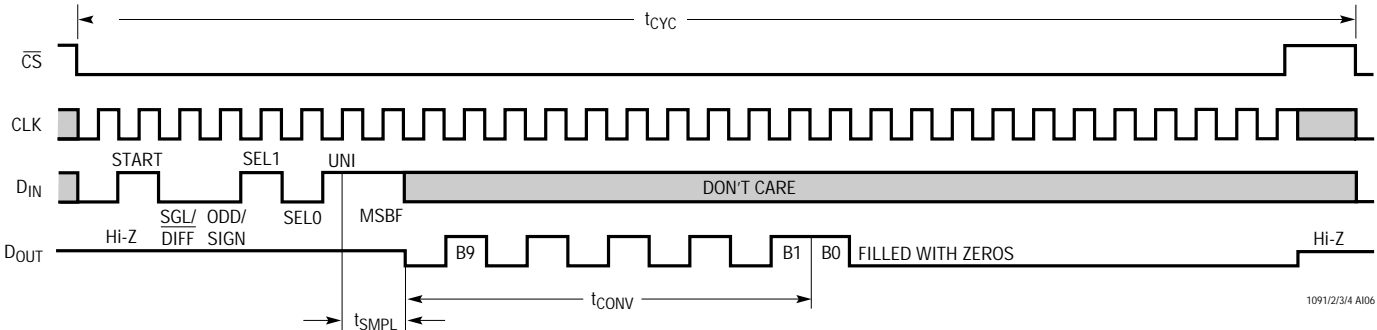 tCYC
CS
CLK
START SEL1 UNI
DIN DON'T CARE
SGL/ ODD/ SEL0 MSBF
Hi-Z DIFF SIGN Hi-Z
DOUT B9 B1 B0 FILLED WITH ZEROS
tCONV
tSMPL
1091/2/3/4 AI06